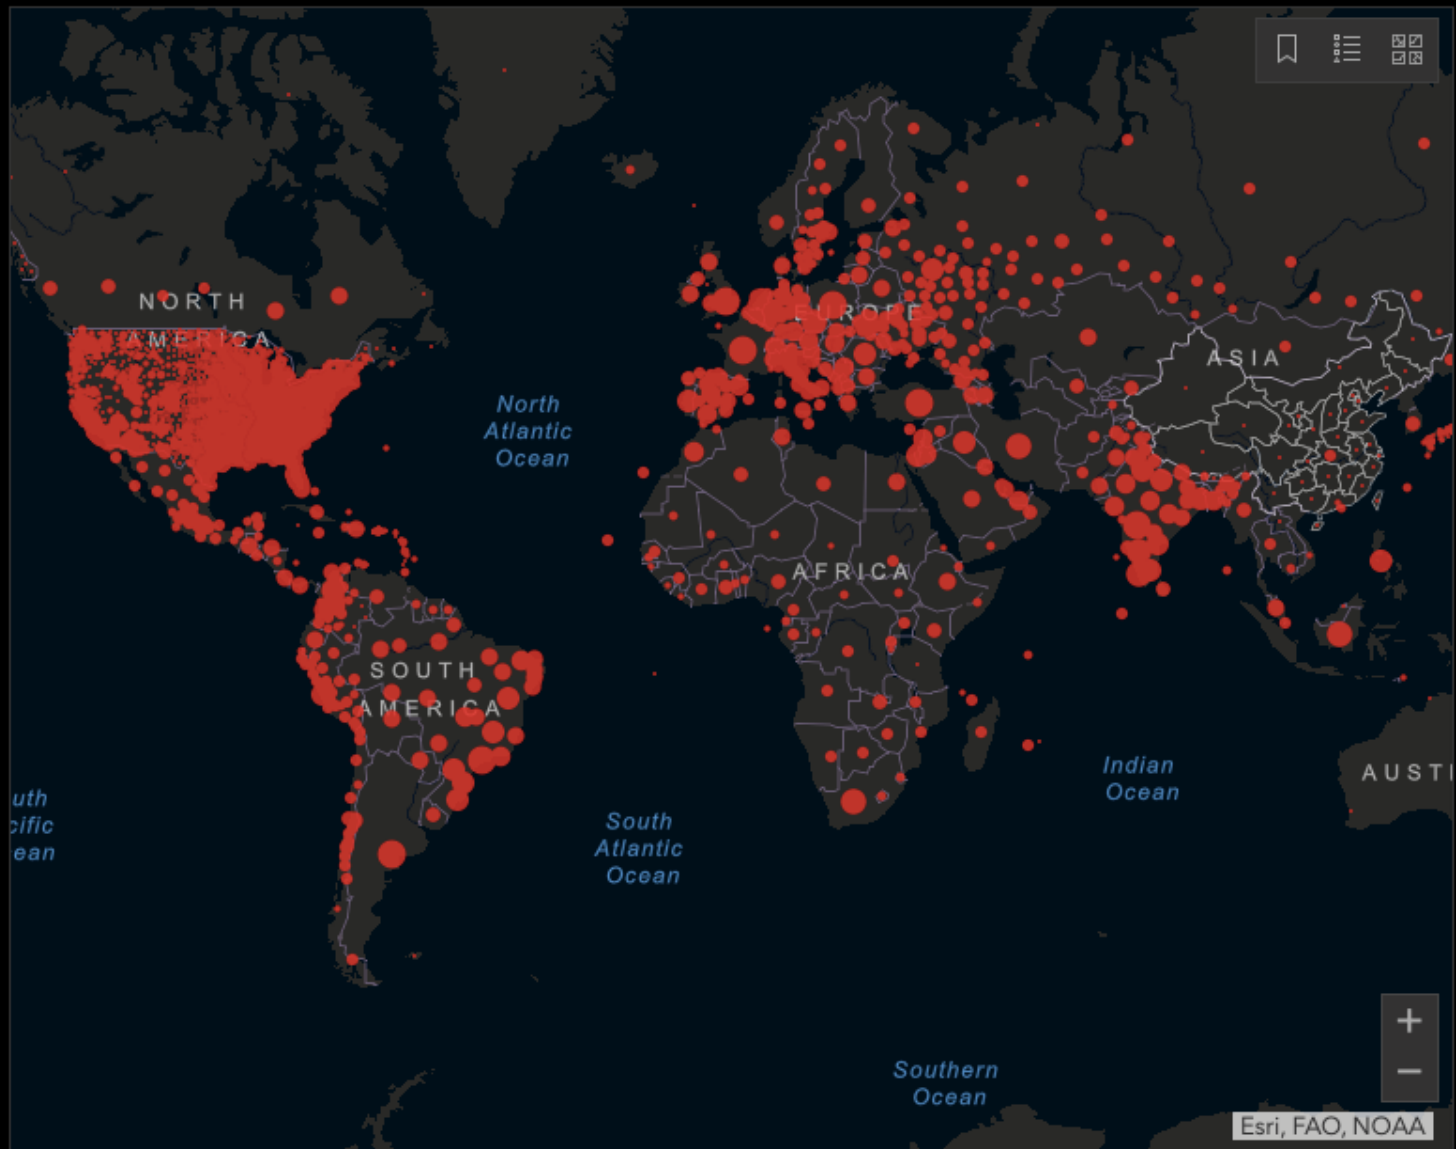 NORTH
AMERICA
EUROPE
ASIA
North
Atlantic
Ocean
AFRICA
SOUTH
AMERICA
Indian
Ocean
AUSTI
uth
cific
ean
South
Atlantic
Ocean
Southern
Ocean
+
−
Esri, FAO, NOAA